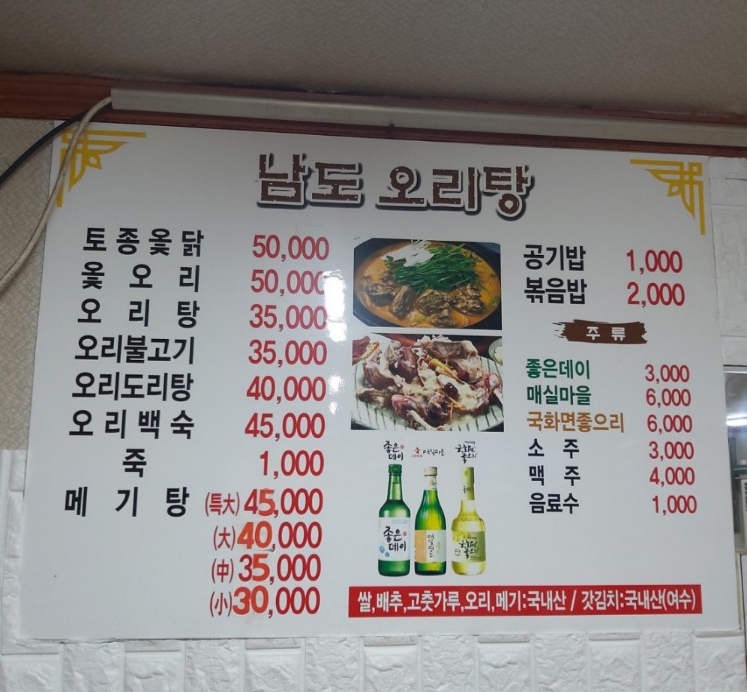 남도 오리탕
토종옻닭 50,000
옻오리 50,000
오리탕 35,000
오리불고기 35,000
오리도리탕 40,000
오리백숙 45,000
죽 1,000
메기탕 (특大) 45,000
(大) 40,000
(中) 35,000
(小) 30,000
공기밥 1,000
볶음밥 2,000
주류
좋은데이 3,000
매실마을 6,000
국화면좋으리 6,000
소주 3,000
맥주 4,000
음료수 1,000
좋은데이
매실마을
좋은데이
쌀,배추,고춧가루,오리,메기:국내산 / 갓김치:국내산(여수)